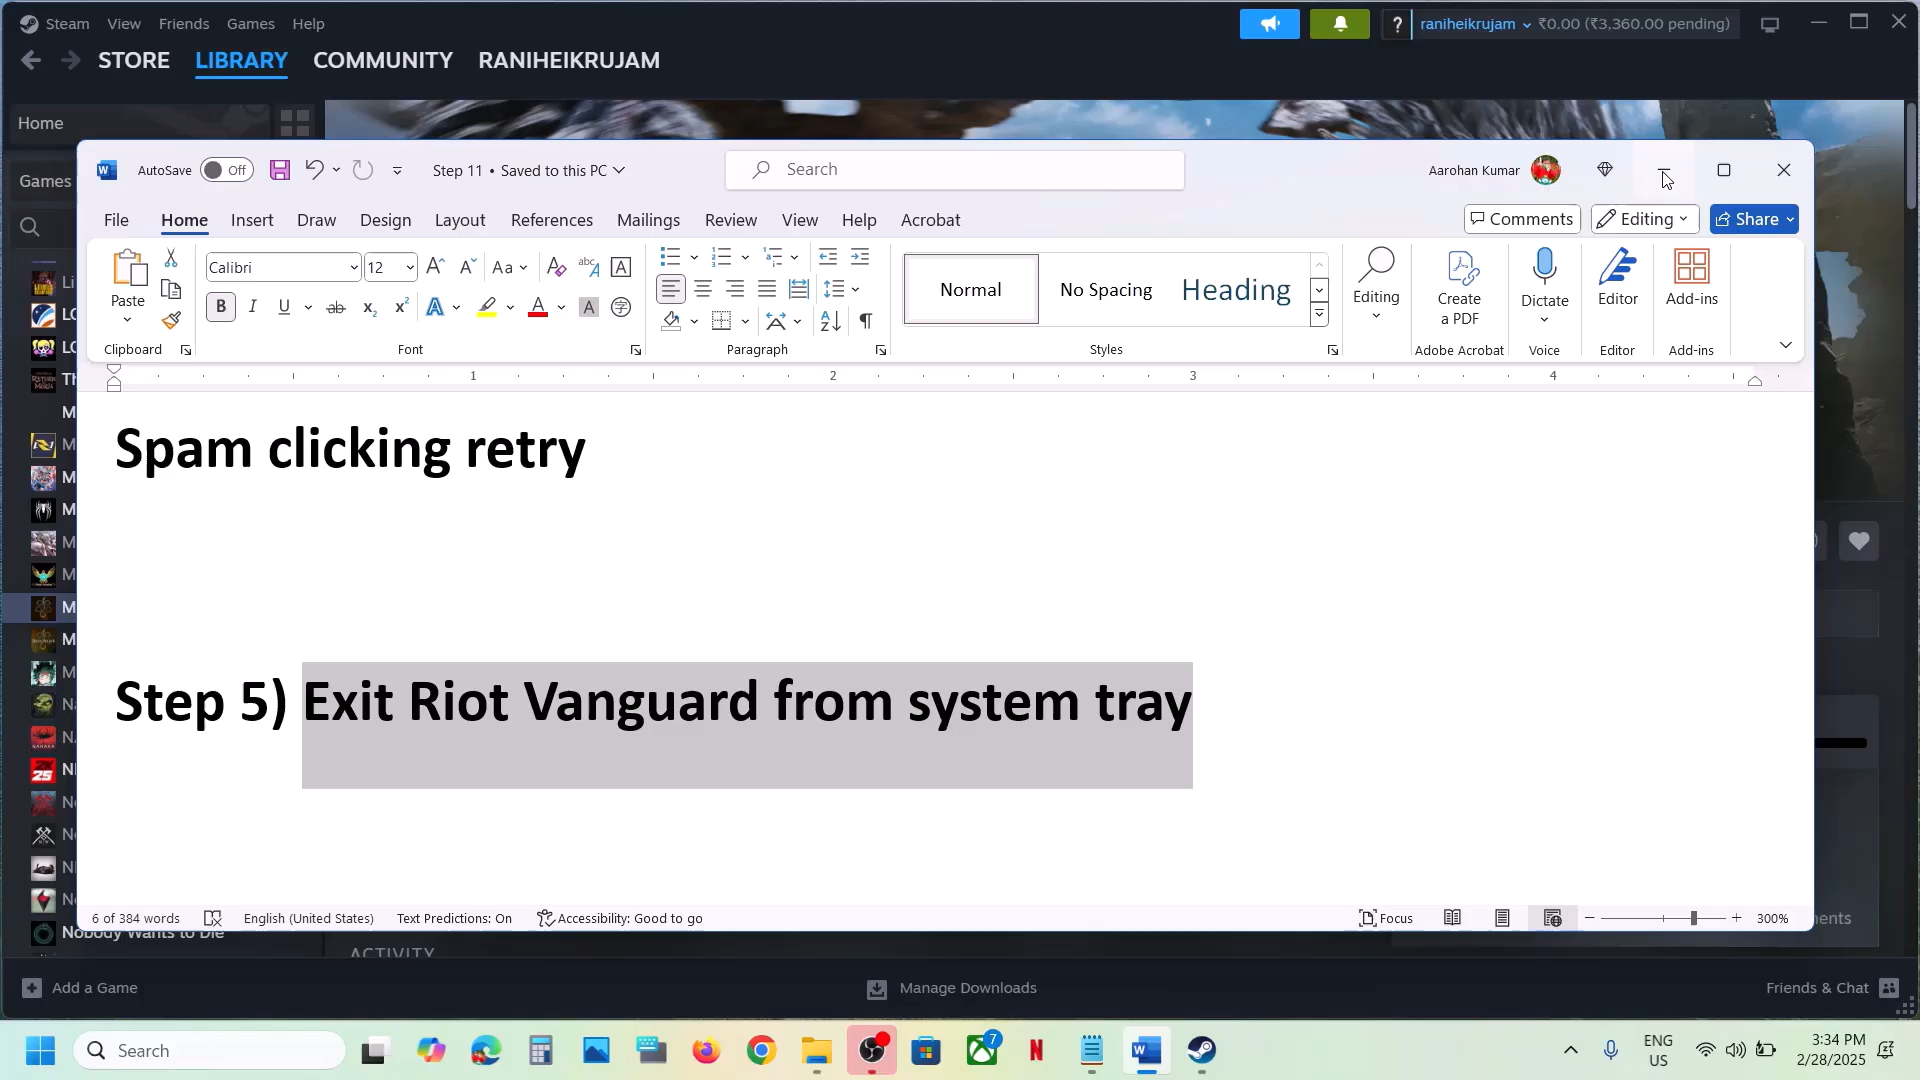 Steam View Friends Games Help
raniheikrujam ₹0.00 (₹3,360.00 pending)
STORE LIBRARY COMMUNITY RANIHEIKRUJAM
Home
Games
AutoSave Off Step 11 • Saved to this PC Search Aarohan Kumar
File Home Insert Draw Design Layout References Mailings Review View Help Acrobat Comments Editing Share
Paste Calibri 12 Normal No Spacing Heading Editing Create a PDF Dictate Editor Add-ins
Clipboard Font Paragraph Styles Adobe Acrobat Voice Editor Add-ins
1 2 3 4
Spam clicking retry
Step 5) Exit Riot Vanguard from system tray
6 of 384 words English (United States) Text Predictions: On Accessibility: Good to go Focus 300%
Nobody Wants to Die
ACTIVITY
Add a Game Manage Downloads Friends & Chat
Search 7 ENG US 3:34 PM 2/28/2025